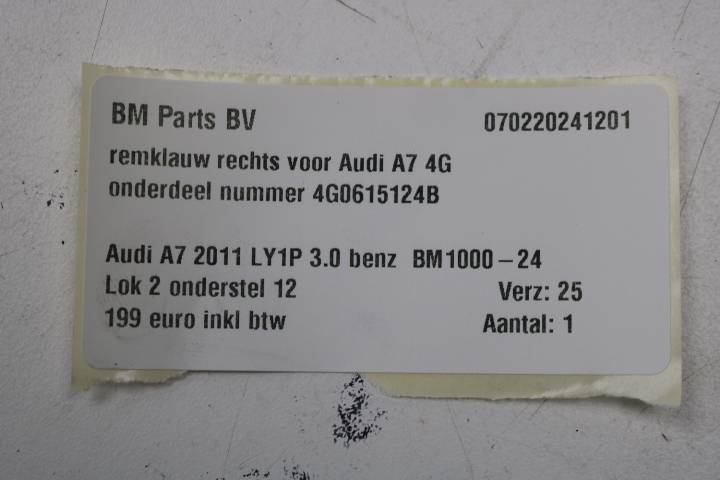 BM Parts BV 070220241201
remklauw rechts voor Audi A7 4G
onderdeel nummer 4G0615124B
Audi A7 2011 LY1P 3.0 benz BM1000-24
Lok 2 onderstel 12 Verz: 25
199 euro inkl btw Aantal: 1